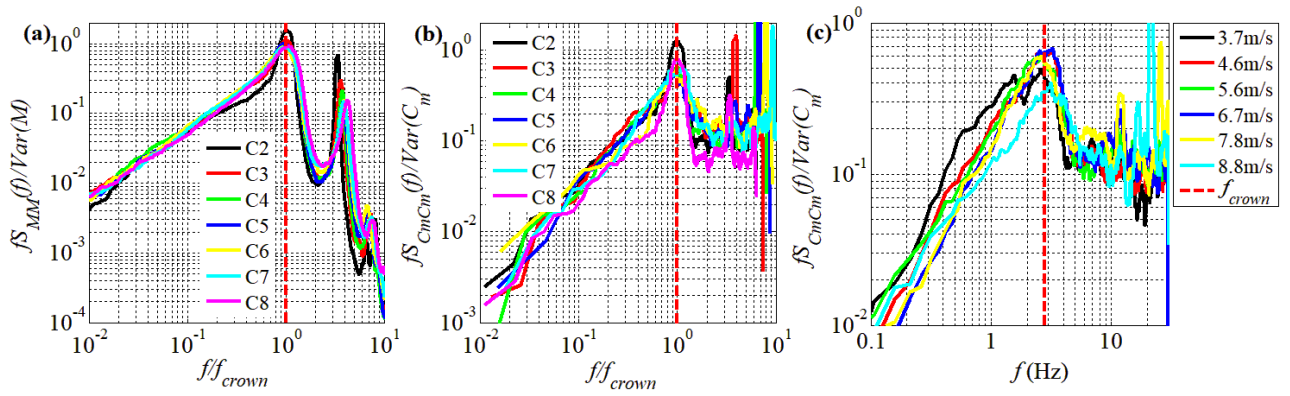 (a)
fS_MM(f)/Var(M)
10^0
10^-1
10^-2
10^-3
10^-4
10^-2
10^-1
10^0
10^1
f/f_crown
C2
C3
C4
C5
C6
C7
C8
(b)
fS_CmCm(f)/Var(C_m)
10^0
10^-1
10^-2
10^-3
10^-2
10^-1
10^0
10^1
f/f_crown
C2
C3
C4
C5
C6
C7
C8
(c)
fS_CmCm(f)/Var(C_m)
10^0
10^-1
10^-2
0.1
1
10
f (Hz)
3.7m/s
4.6m/s
5.6m/s
6.7m/s
7.8m/s
8.8m/s
f_crown